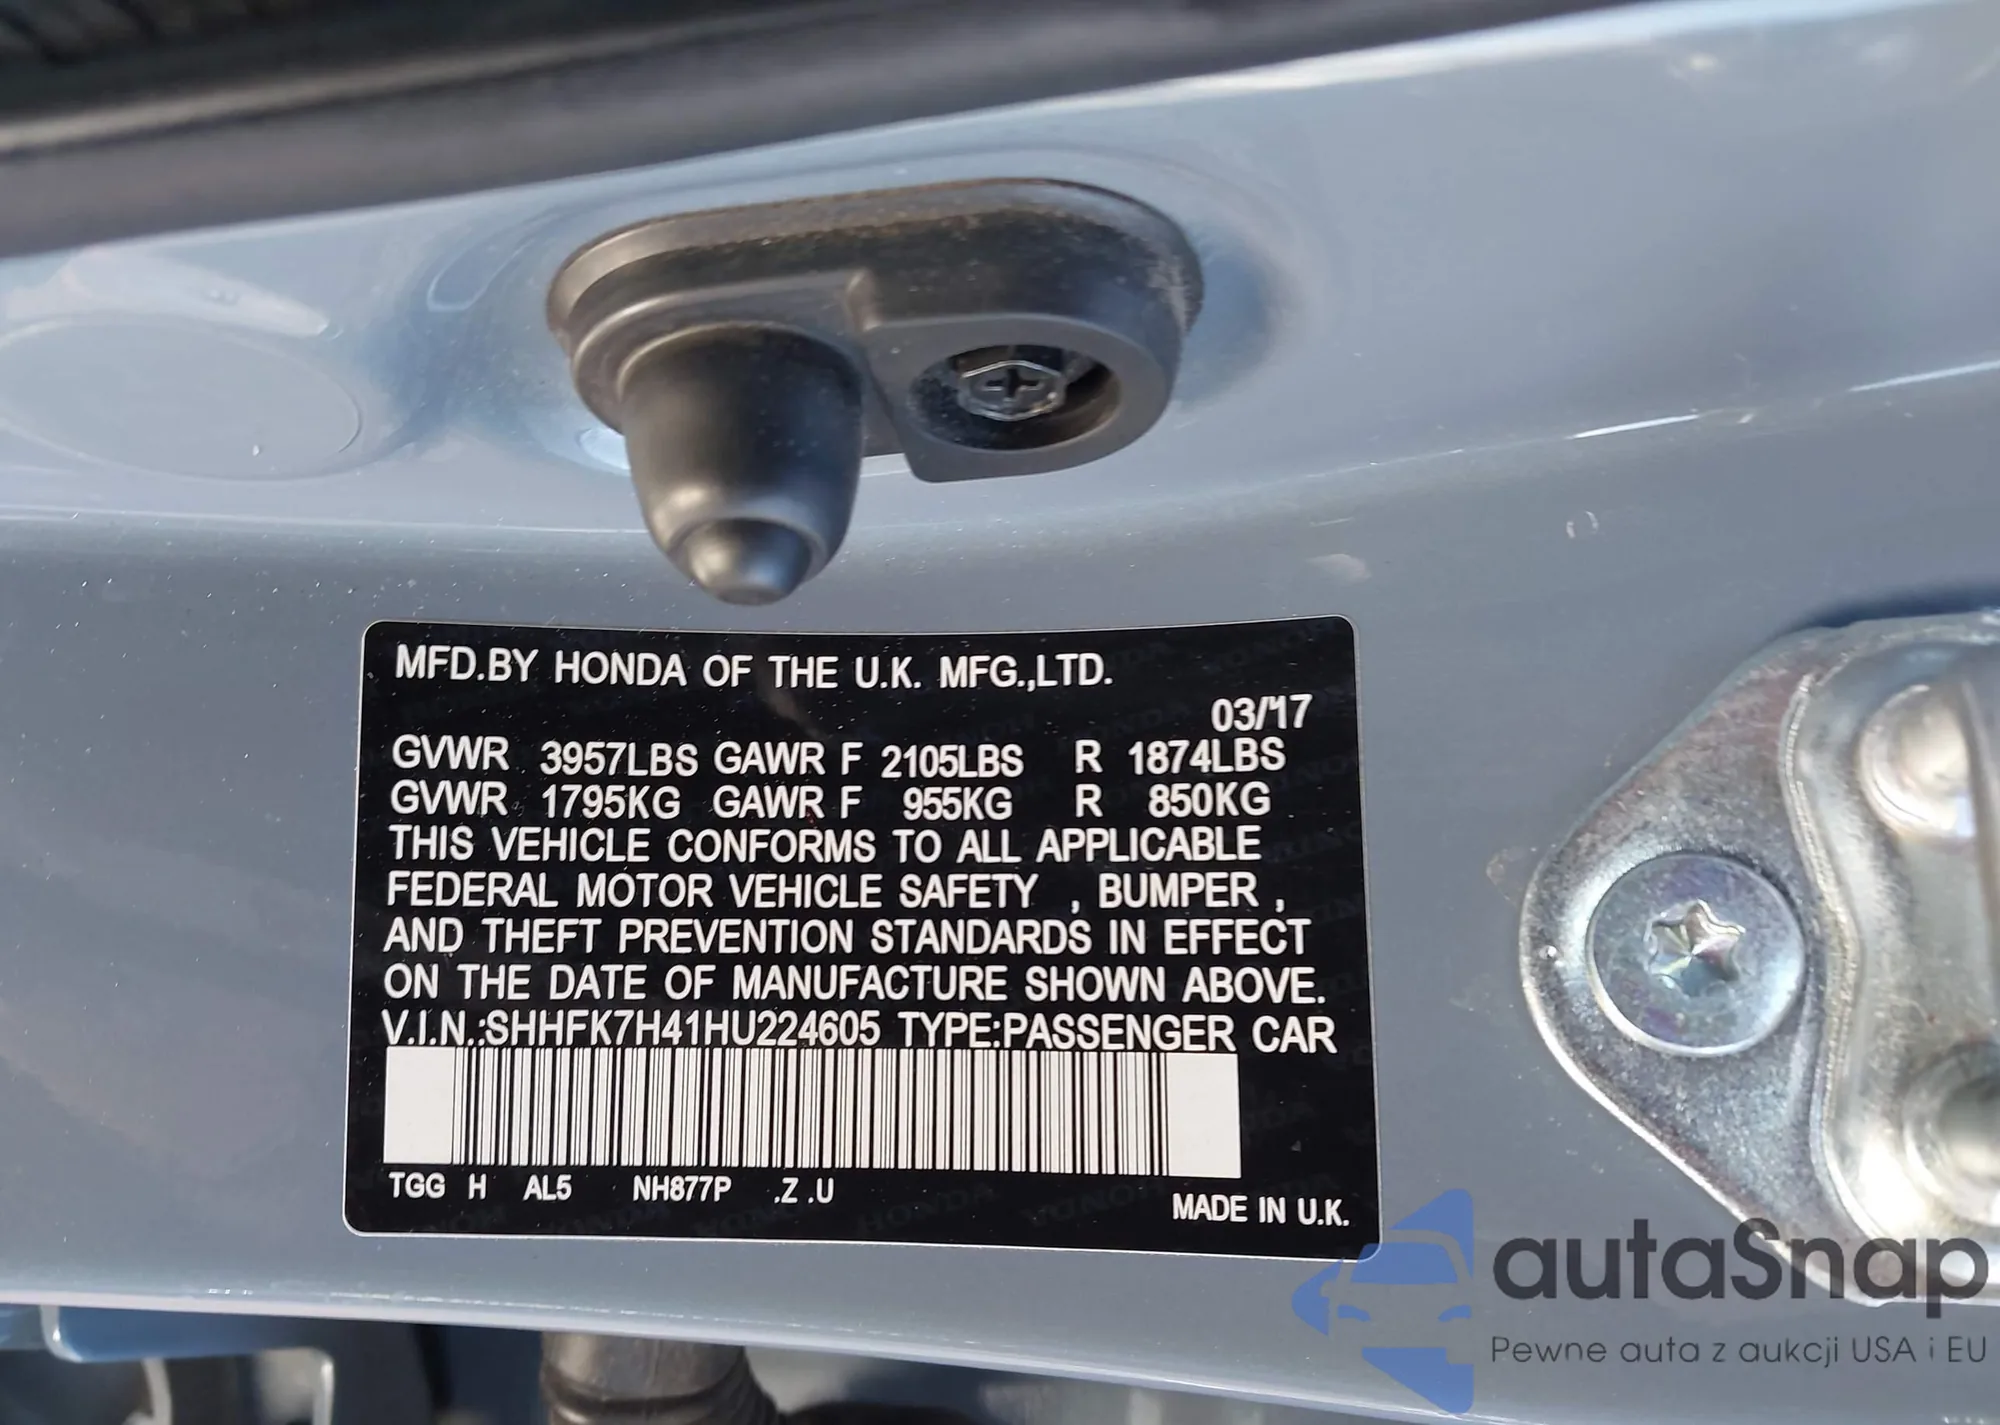 MFD.BY HONDA OF THE U.K. MFG.,LTD.
03/'17
GVWR 3957LBS GAWR F 2105LBS R 1874LBS
GVWR 1795KG GAWR F 955KG R 850KG
THIS VEHICLE CONFORMS TO ALL APPLICABLE
FEDERAL MOTOR VEHICLE SAFETY , BUMPER ,
AND THEFT PREVENTION STANDARDS IN EFFECT
ON THE DATE OF MANUFACTURE SHOWN ABOVE.
V.I.N.:SHHFK7H41HU224605 TYPE:PASSENGER CAR
TGG H AL5 NH877P .Z .U
MADE IN U.K.
autaSnap
Pewne auta z aukcji USA i EU